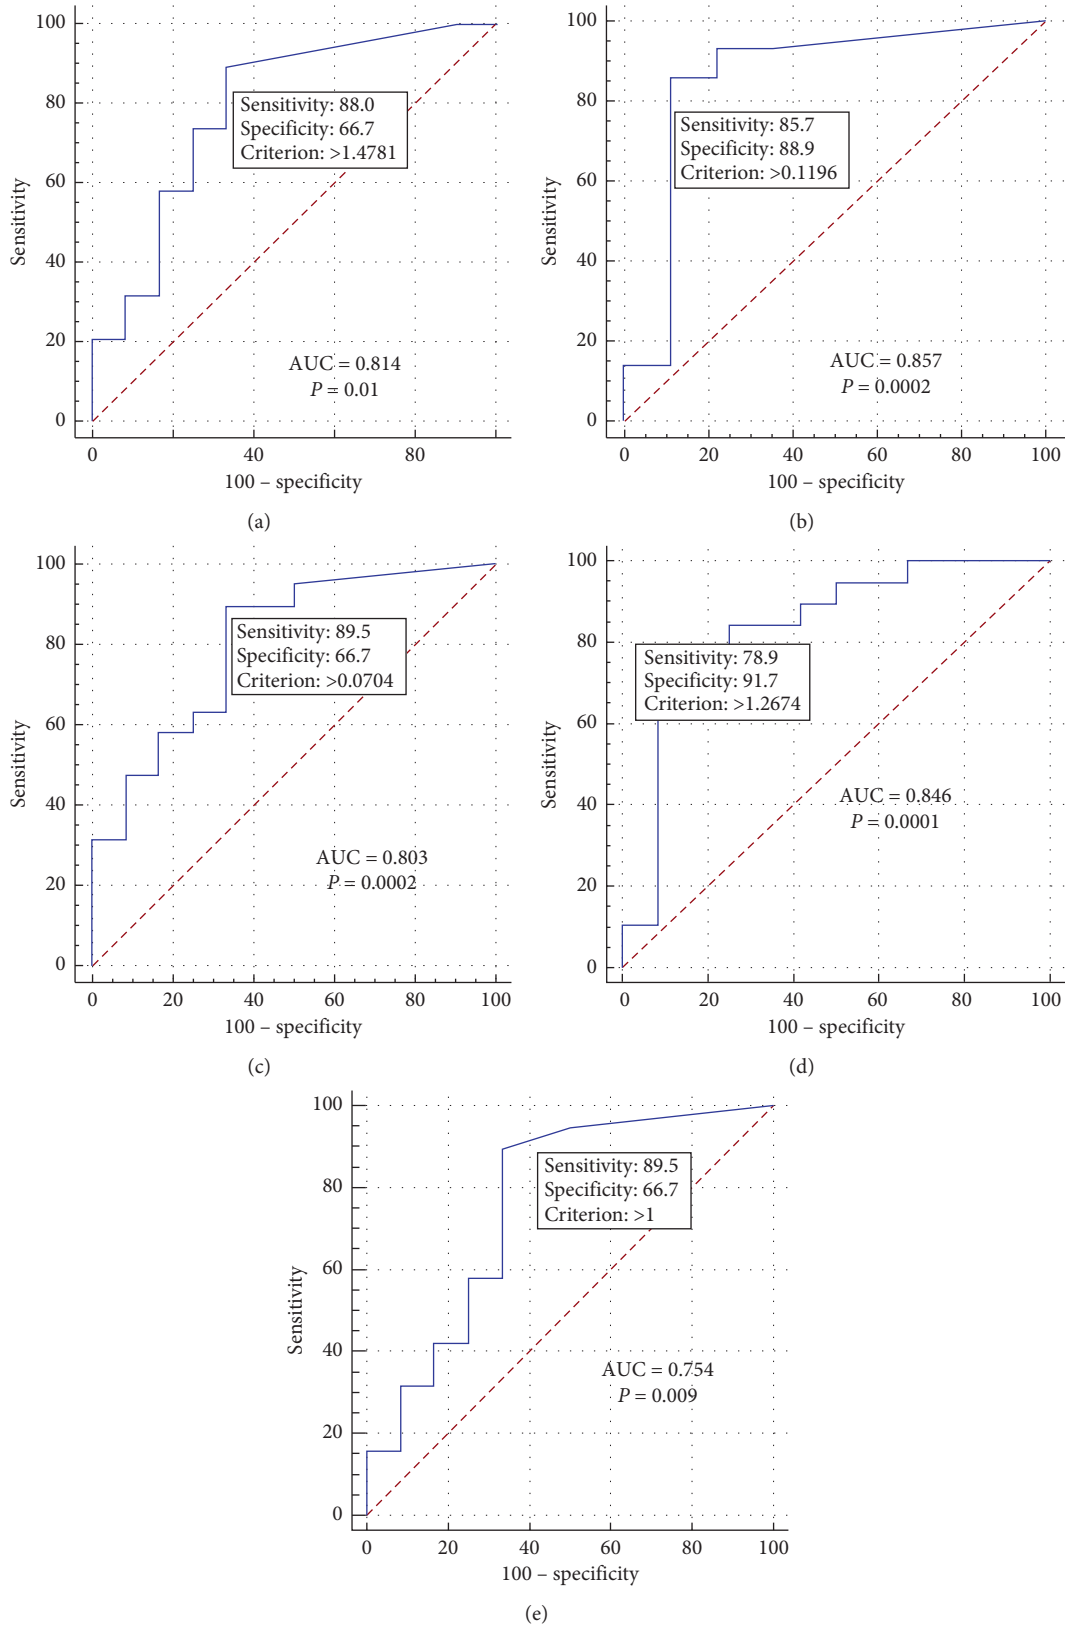 100
80
60
40
20
0
Sensitivity
Sensitivity: 88.0
Specificity: 66.7
Criterion: >1.4781
AUC = 0.814
P = 0.01
0
40
80
100 – specificity
(a)
100
80
60
40
20
0
Sensitivity
Sensitivity: 85.7
Specificity: 88.9
Criterion: >0.1196
AUC = 0.857
P = 0.0002
0
20
40
60
80
100
100 – specificity
(b)
100
80
60
40
20
0
Sensitivity
Sensitivity: 89.5
Specificity: 66.7
Criterion: >0.0704
AUC = 0.803
P = 0.0002
0
20
40
60
80
100
100 – specificity
(c)
100
80
60
40
20
0
Sensitivity
Sensitivity: 78.9
Specificity: 91.7
Criterion: >1.2674
AUC = 0.846
P = 0.0001
0
20
40
60
80
100
100 – specificity
(d)
100
80
60
40
20
0
Sensitivity
Sensitivity: 89.5
Specificity: 66.7
Criterion: >1
AUC = 0.754
P = 0.009
0
20
40
60
80
100
100 – specificity
(e)